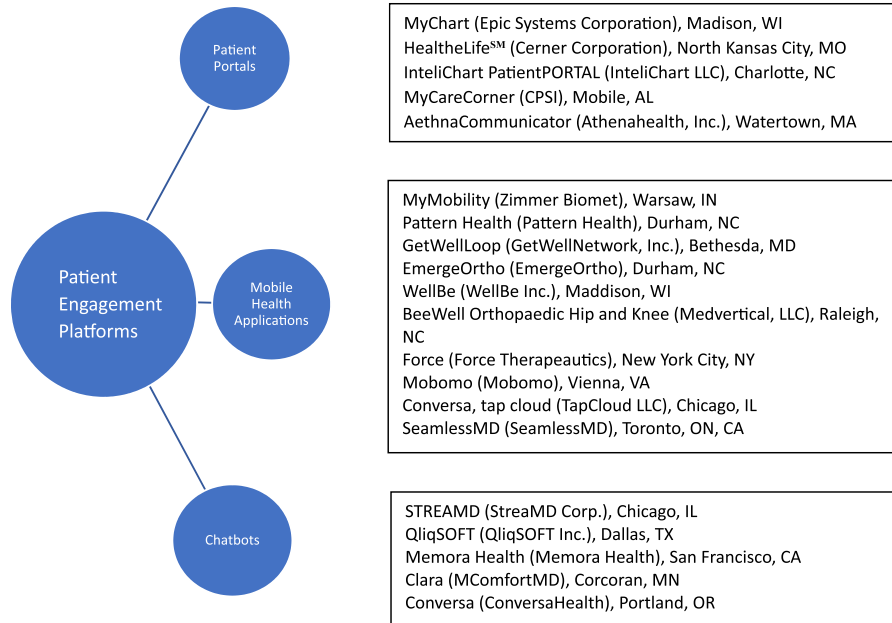 Patient
Portals
MyChart (Epic Systems Corporation), Madison, WI
HealtheLife℠ (Cerner Corporation), North Kansas City, MO
InteliChart PatientPORTAL (InteliChart LLC), Charlotte, NC
MyCareCorner (CPSI), Mobile, AL
AethnaCommunicator (Athenahealth, Inc.), Watertown, MA
Patient
Engagement
Platforms
Mobile
Health
Applications
MyMobility (Zimmer Biomet), Warsaw, IN
Pattern Health (Pattern Health), Durham, NC
GetWellLoop (GetWellNetwork, Inc.), Bethesda, MD
EmergeOrtho (EmergeOrtho), Durham, NC
WellBe (WellBe Inc.), Maddison, WI
BeeWell Orthopaedic Hip and Knee (Medvertical, LLC), Raleigh,
NC
Force (Force Therapeautics), New York City, NY
Mobomo (Mobomo), Vienna, VA
Conversa, tap cloud (TapCloud LLC), Chicago, IL
SeamlessMD (SeamlessMD), Toronto, ON, CA
Chatbots
STREAMD (StreaMD Corp.), Chicago, IL
QliqSOFT (QliqSOFT Inc.), Dallas, TX
Memora Health (Memora Health), San Francisco, CA
Clara (MComfortMD), Corcoran, MN
Conversa (ConversaHealth), Portland, OR